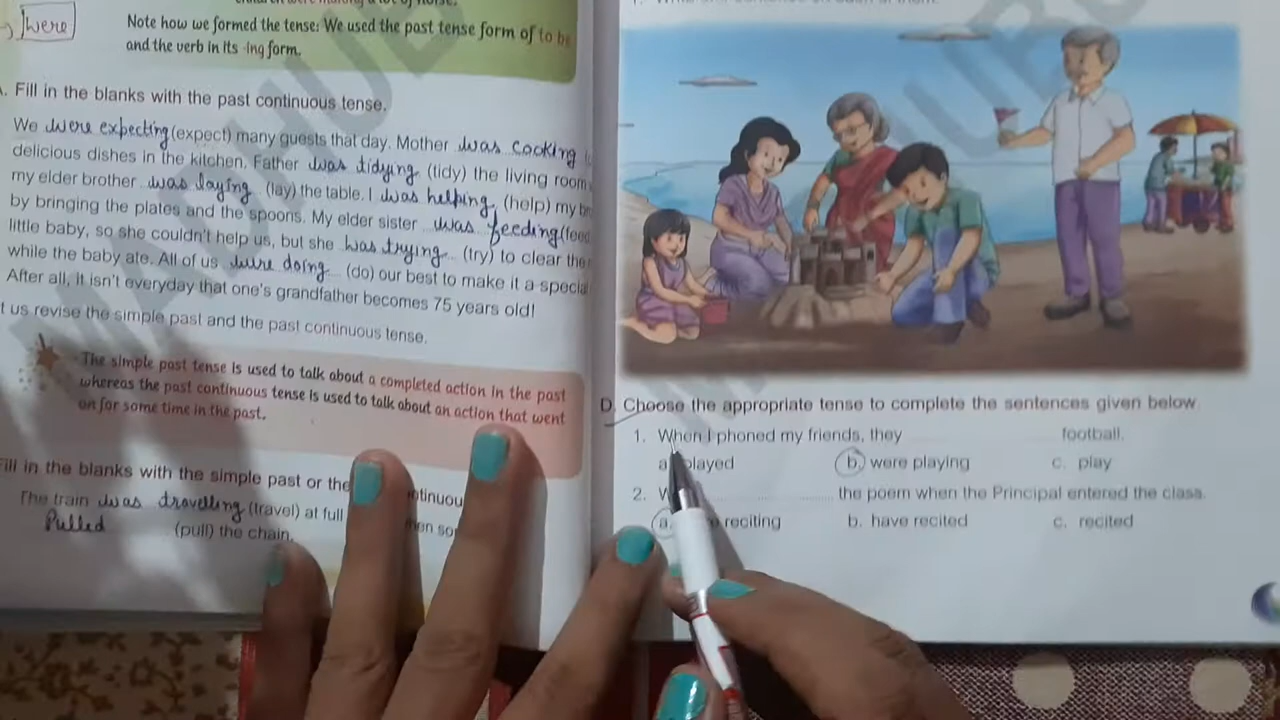 children were making a lot of noise.
were
Note how we formed the tense: We used the past tense form of to be
and the verb in its -ing form.
A. Fill in the blanks with the past continuous tense.
We were expecting (expect) many guests that day. Mother was cooking
delicious dishes in the kitchen. Father was tidying (tidy) the living room
my elder brother was laying (lay) the table. I was helping (help) my
by bringing the plates and the spoons. My elder sister was feeding (feed
little baby, so she couldn't help us, but she was trying (try) to clear the
while the baby ate. All of us were doing (do) our best to make it a special
After all, it isn't everyday that one's grandfather becomes 75 years old!
t us revise the simple past and the past continuous tense.
The simple past tense is used to talk about a completed action in the past
whereas the past continuous tense is used to talk about an action that went
on for some time in the past.
Fill in the blanks with the simple past or the ntinuou
The train was travelling (travel) at full hen so
Pulled (pull) the chain.
D. Choose the appropriate tense to complete the sentences given below
1. When I phoned my friends, they football.
a. played b. were playing c. play
2. W the poem when the Principal entered the class.
a. reciting b. have recited c. recited
MADHUB
MADHUBU